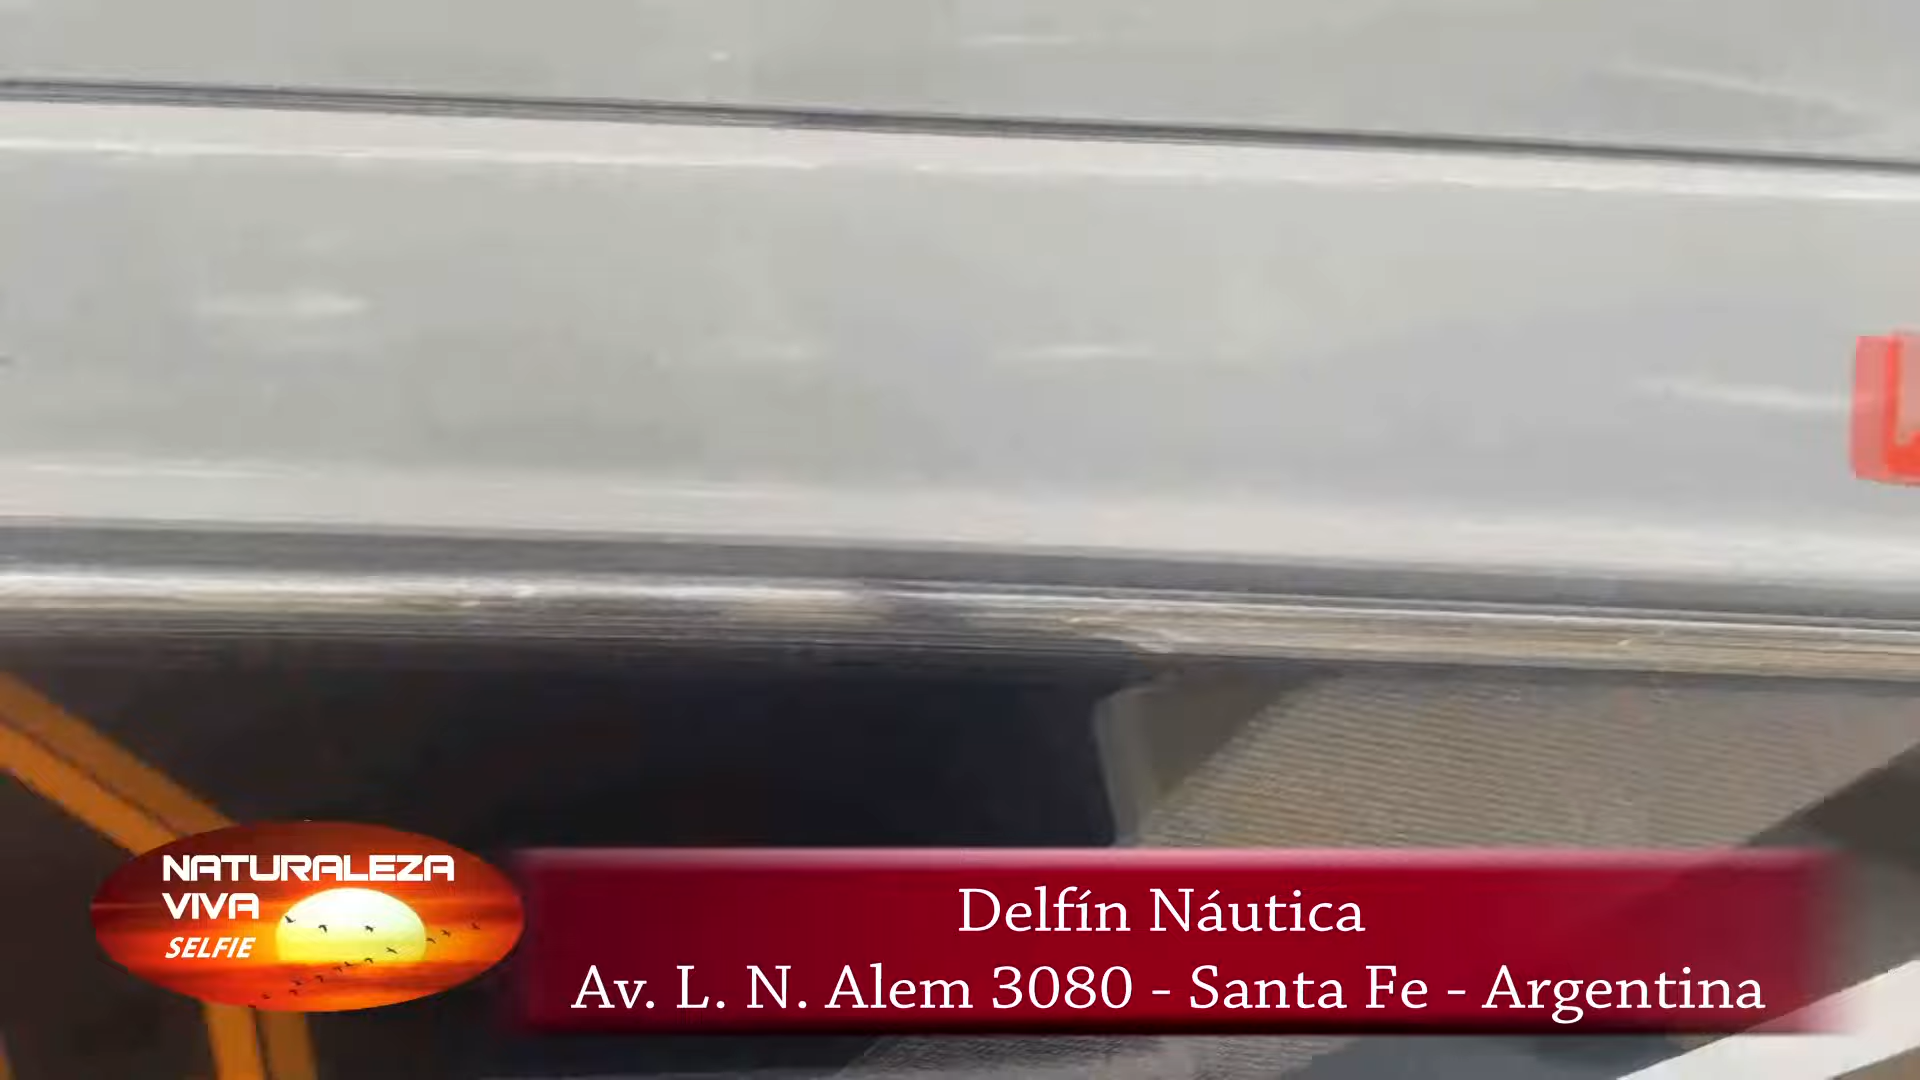 NATURALEZA
VIVA
SELFIE
Delfín Náutica
Av. L. N. Alem 3080 - Santa Fe - Argentina